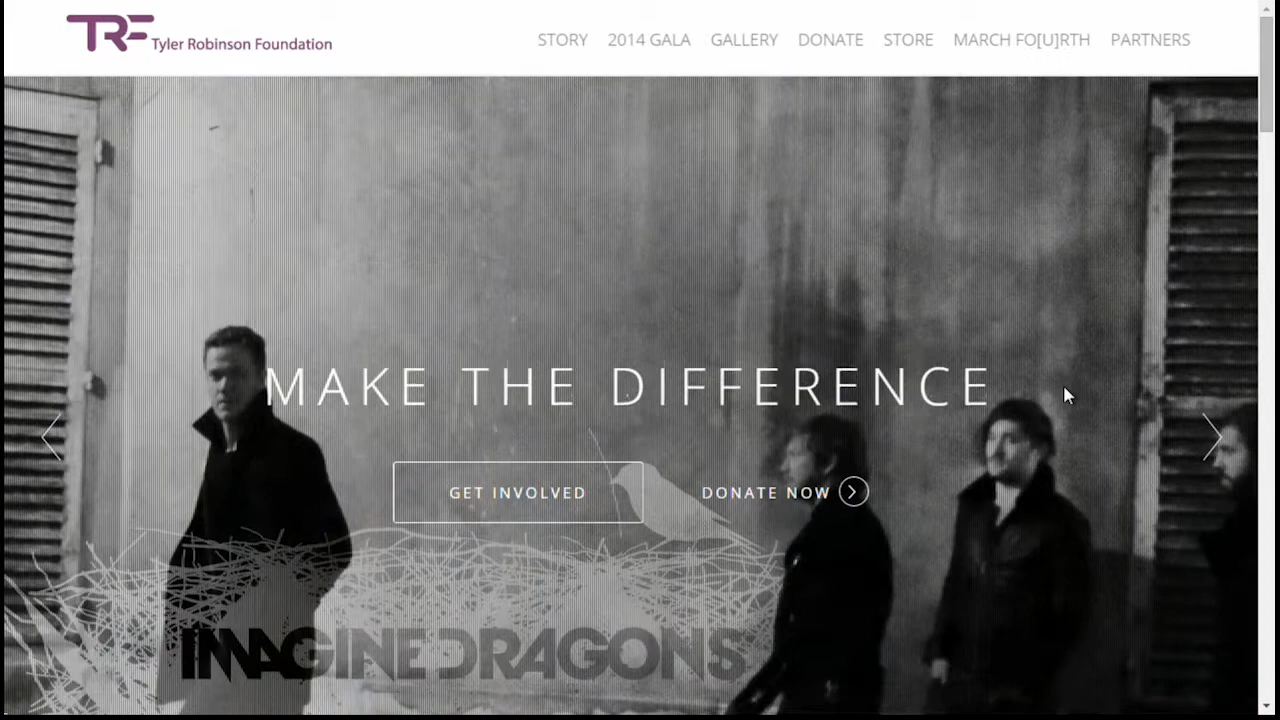 TRF Tyler Robinson Foundation
STORY 2014 GALA GALLERY DONATE STORE MARCH FO[U]RTH PARTNERS
MAKE THE DIFFERENCE
GET INVOLVED DONATE NOW
IMAGINE DRAGONS